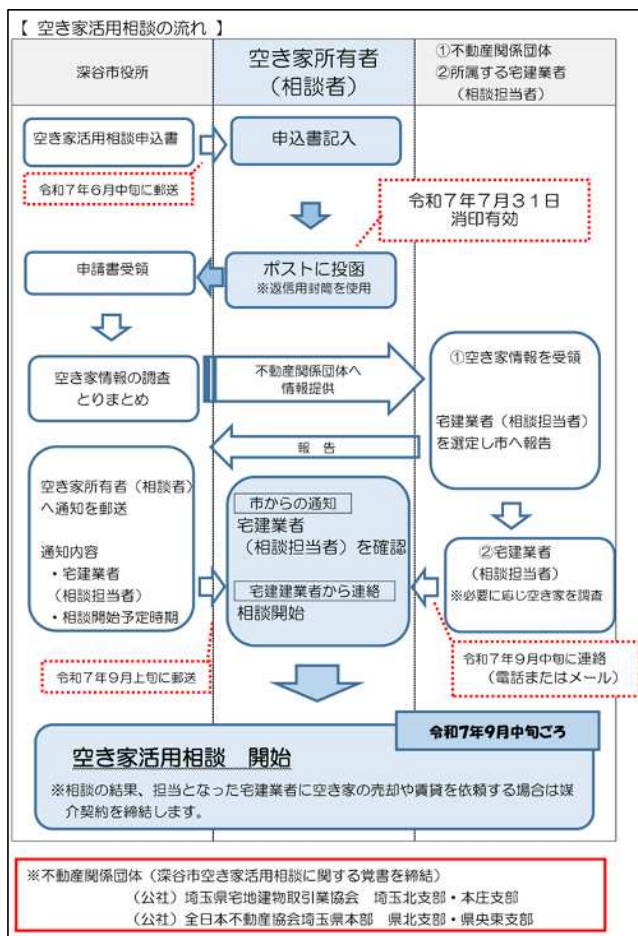 【 空き家活用相談の流れ 】
深谷市役所
空き家所有者
（相談者）
①不動産関係団体
②所属する宅建業者
（相談担当者）
空き家活用相談申込書
申込書記入
令和７年６月中旬に郵送
令和７年７月３１日
消印有効
申請書受領
ポストに投函
※返信用封筒を使用
空き家情報の調査
とりまとめ
不動産関係団体へ
情報提供
①空き家情報を受領
宅建業者（相談担当者）
を選定し市へ報告
報　告
空き家所有者（相談者）
へ通知を郵送
通知内容
・宅建業者
（相談担当者）
・相談開始予定時期
市からの通知
宅建業者
（相談担当者）を確認
宅建建業者から連絡
相談開始
②宅建業者
（相談担当者）
※必要に応じ空き家を調査
令和７年９月上旬に郵送
令和７年９月中旬に連絡
（電話またはメール）
令和7年９月中旬ごろ
空き家活用相談　開始
※相談の結果、担当となった宅建業者に空き家の売却や賃貸を依頼する場合は媒
介契約を締結します。
※不動産関係団体（深谷市空き家活用相談に関する覚書を締結）
（公社）埼玉県宅地建物取引業協会　埼玉北支部・本庄支部
（公社）全日本不動産協会埼玉県本部　県北支部・県央東支部